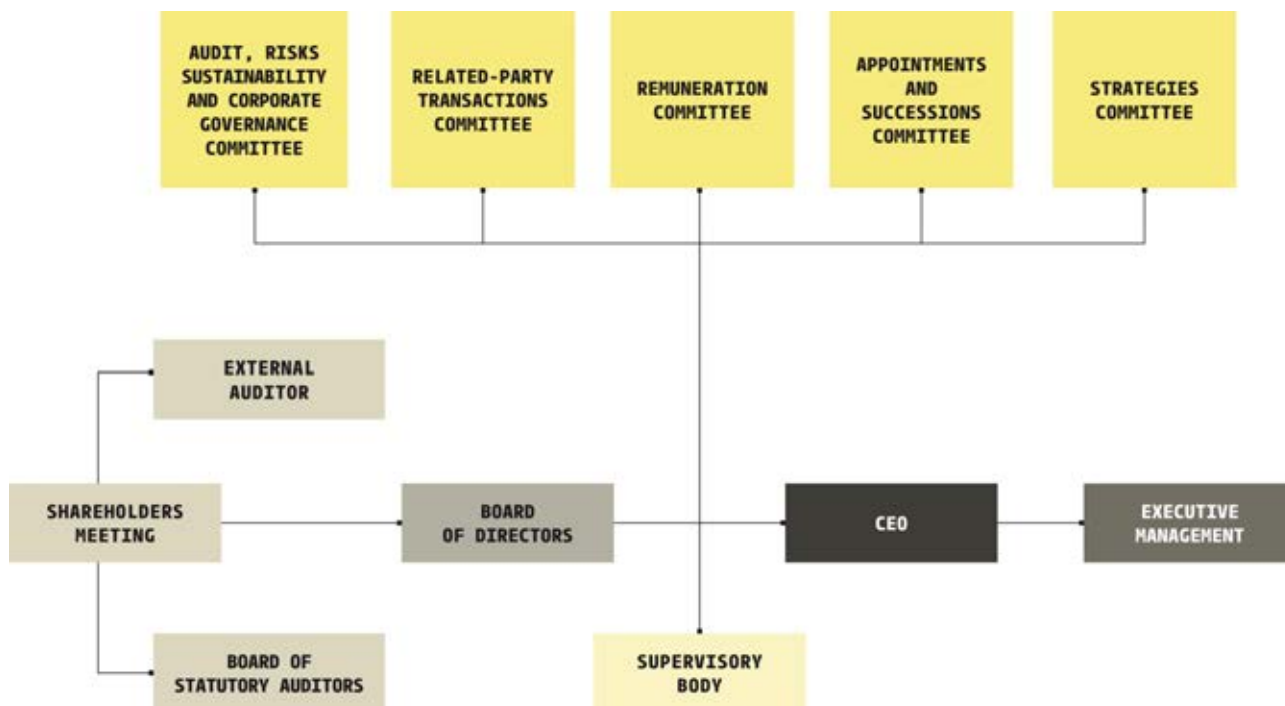 AUDIT, RISKS
SUSTAINABILITY
AND CORPORATE
GOVERNANCE
COMMITTEE
RELATED-PARTY
TRANSACTIONS
COMMITTEE
REMUNERATION
COMMITTEE
APPOINTMENTS
AND
SUCCESSIONS
COMMITTEE
STRATEGIES
COMMITTEE
EXTERNAL
AUDITOR
SHAREHOLDERS
MEETING
BOARD
OF DIRECTORS
CEO
EXECUTIVE
MANAGEMENT
BOARD OF
STATUTORY AUDITORS
SUPERVISORY
BODY